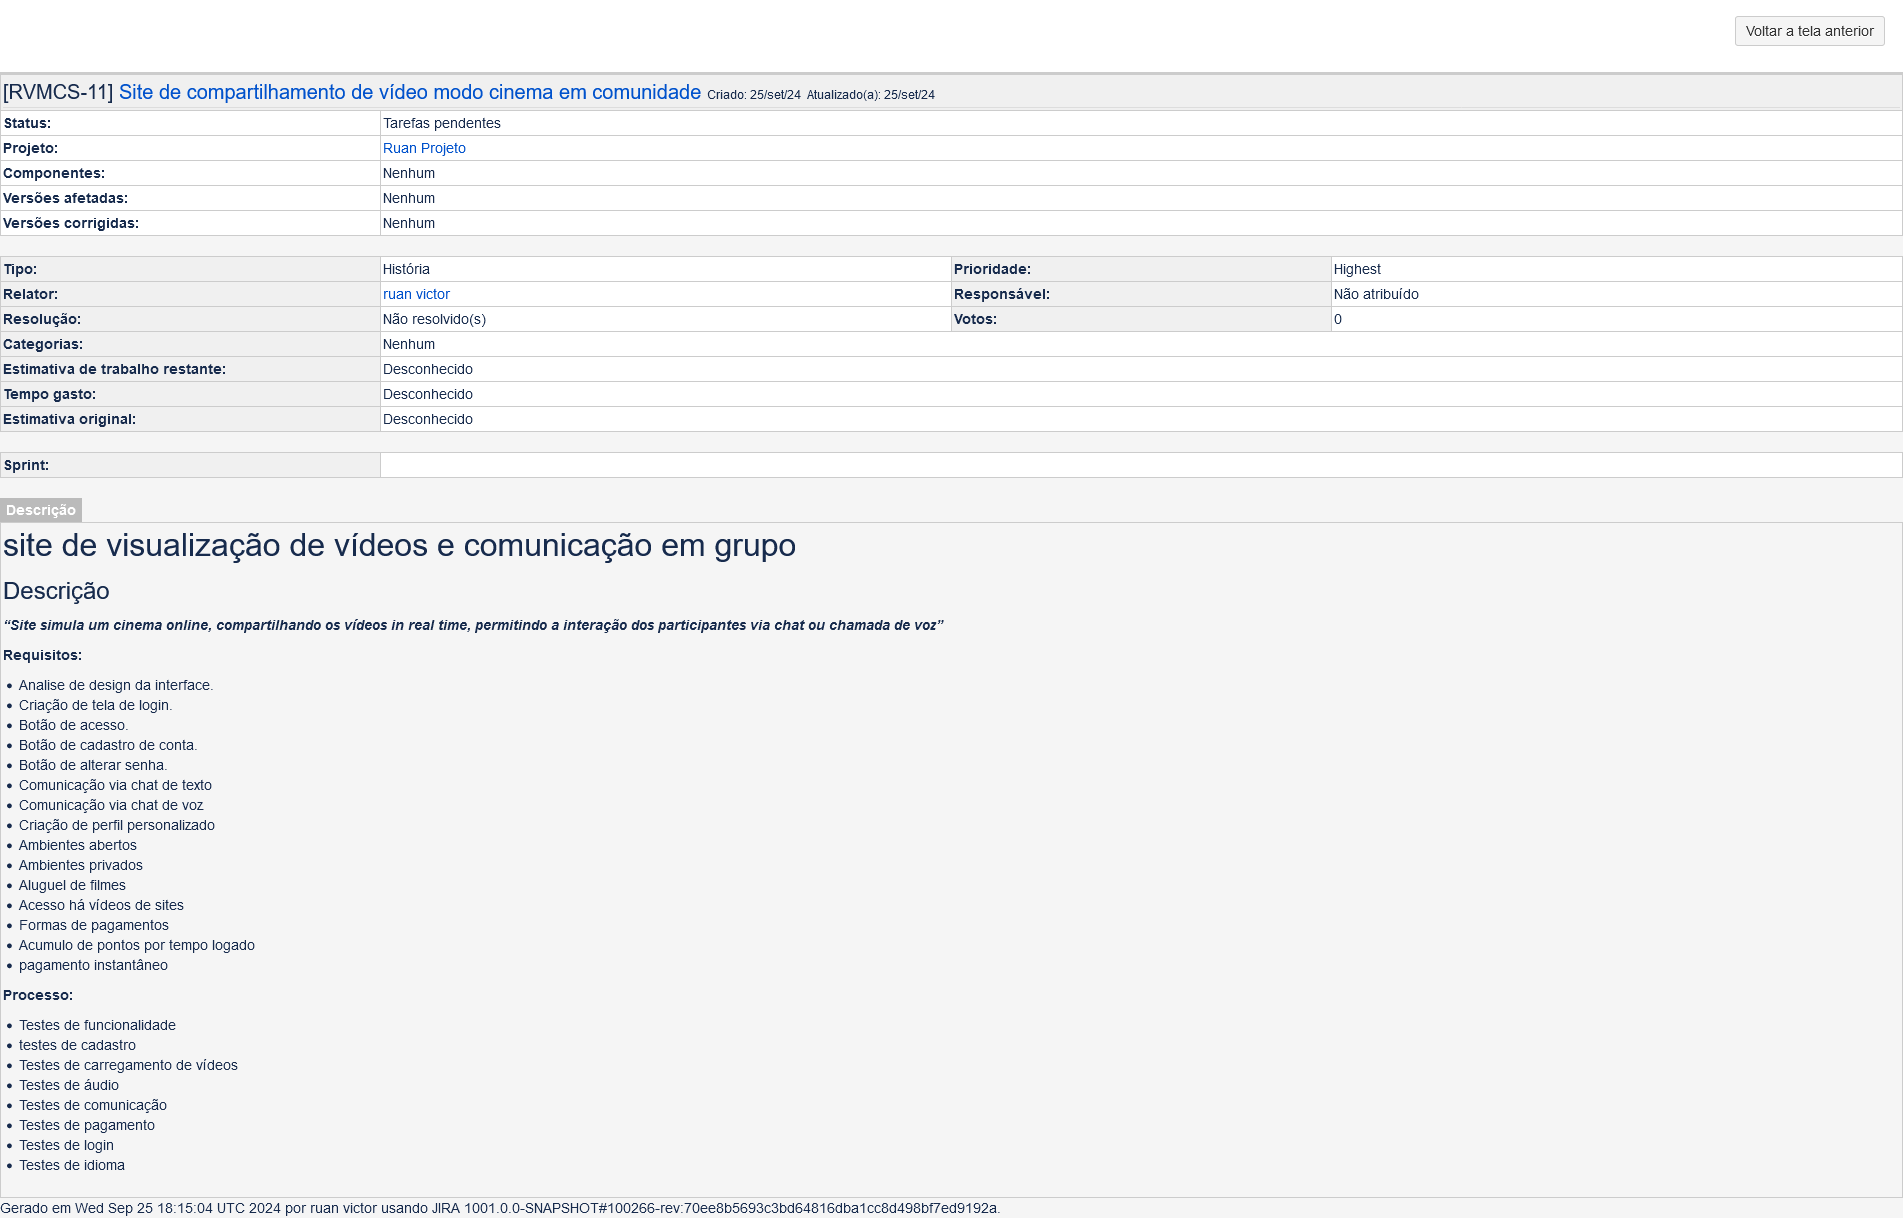 Voltar a tela anterior
[RVMCS-11] Site de compartilhamento de vídeo modo cinema em comunidade Criado: 25/set/24 Atualizado(a): 25/set/24
Status: Tarefas pendentes
Projeto: Ruan Projeto
Componentes: Nenhum
Versões afetadas: Nenhum
Versões corrigidas: Nenhum
Tipo: História Prioridade: Highest
Relator: ruan victor Responsável: Não atribuído
Resolução: Não resolvido(s) Votos: 0
Categorias: Nenhum
Estimativa de trabalho restante: Desconhecido
Tempo gasto: Desconhecido
Estimativa original: Desconhecido
Sprint:
Descrição
site de visualização de vídeos e comunicação em grupo
Descrição
“Site simula um cinema online, compartilhando os vídeos in real time, permitindo a interação dos participantes via chat ou chamada de voz”
Requisitos:
• Analise de design da interface.
• Criação de tela de login.
• Botão de acesso.
• Botão de cadastro de conta.
• Botão de alterar senha.
• Comunicação via chat de texto
• Comunicação via chat de voz
• Criação de perfil personalizado
• Ambientes abertos
• Ambientes privados
• Aluguel de filmes
• Acesso há vídeos de sites
• Formas de pagamentos
• Acumulo de pontos por tempo logado
• pagamento instantâneo
Processo:
• Testes de funcionalidade
• testes de cadastro
• Testes de carregamento de vídeos
• Testes de áudio
• Testes de comunicação
• Testes de pagamento
• Testes de login
• Testes de idioma
Gerado em Wed Sep 25 18:15:04 UTC 2024 por ruan victor usando JIRA 1001.0.0-SNAPSHOT#100266-rev:70ee8b5693c3bd64816dba1cc8d498bf7ed9192a.